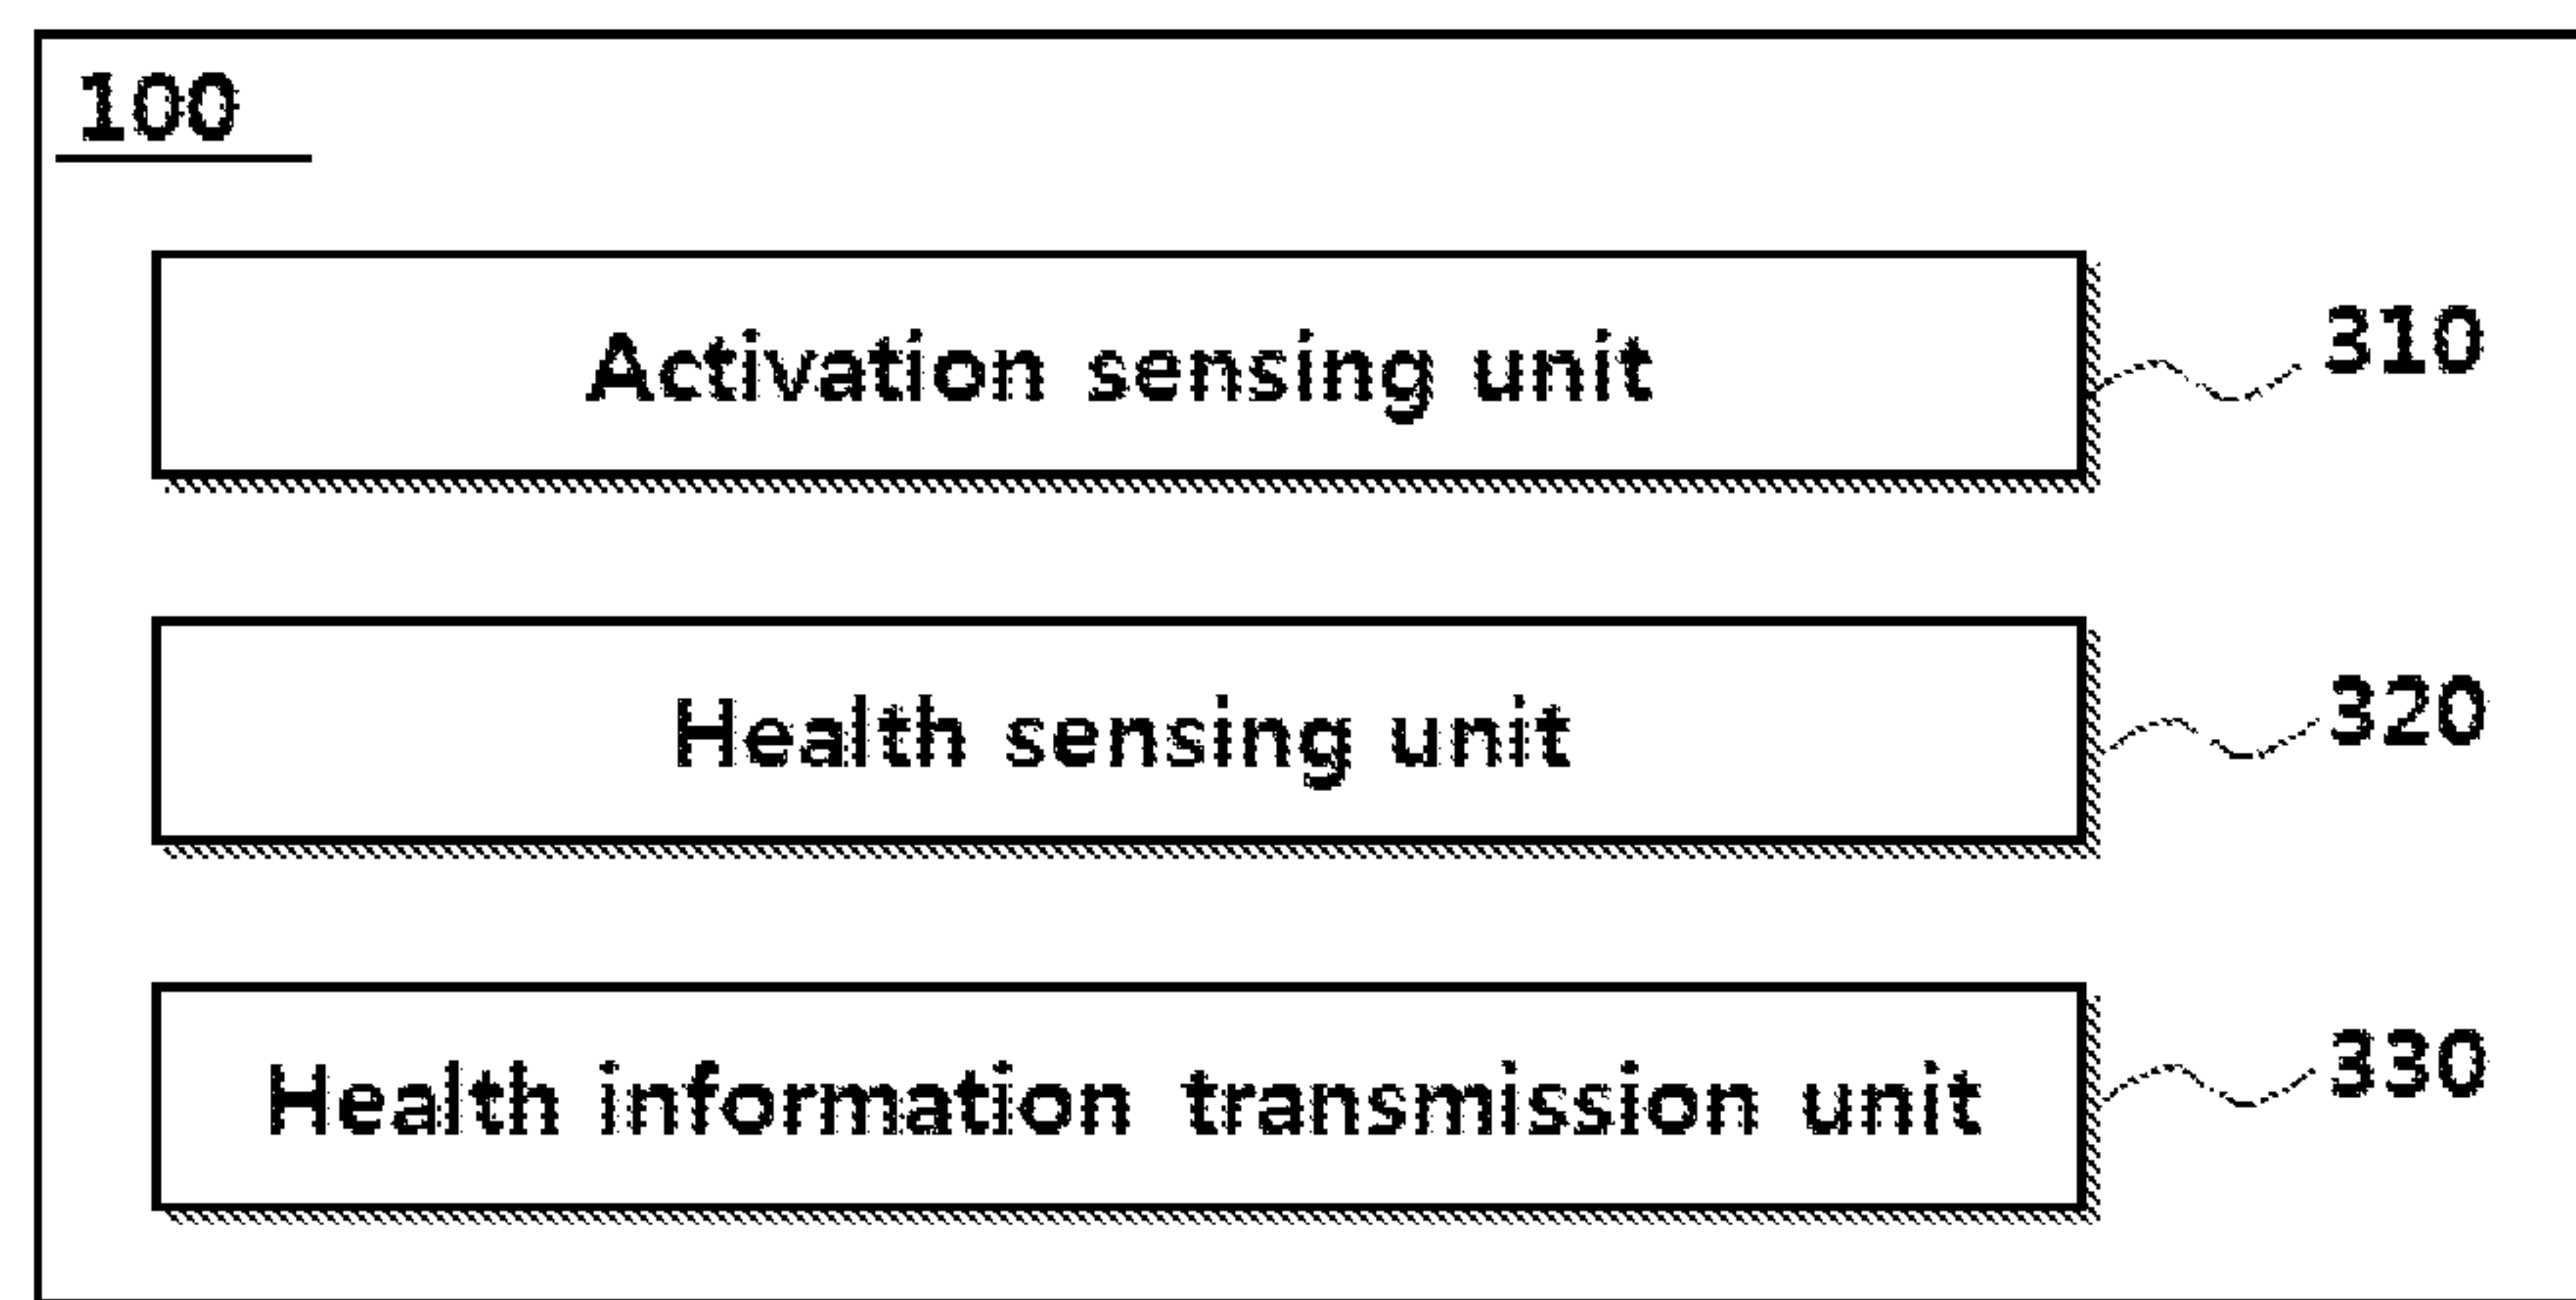 100
Activation sensing unit 310
Health sensing unit 320
Health information transmission unit 330